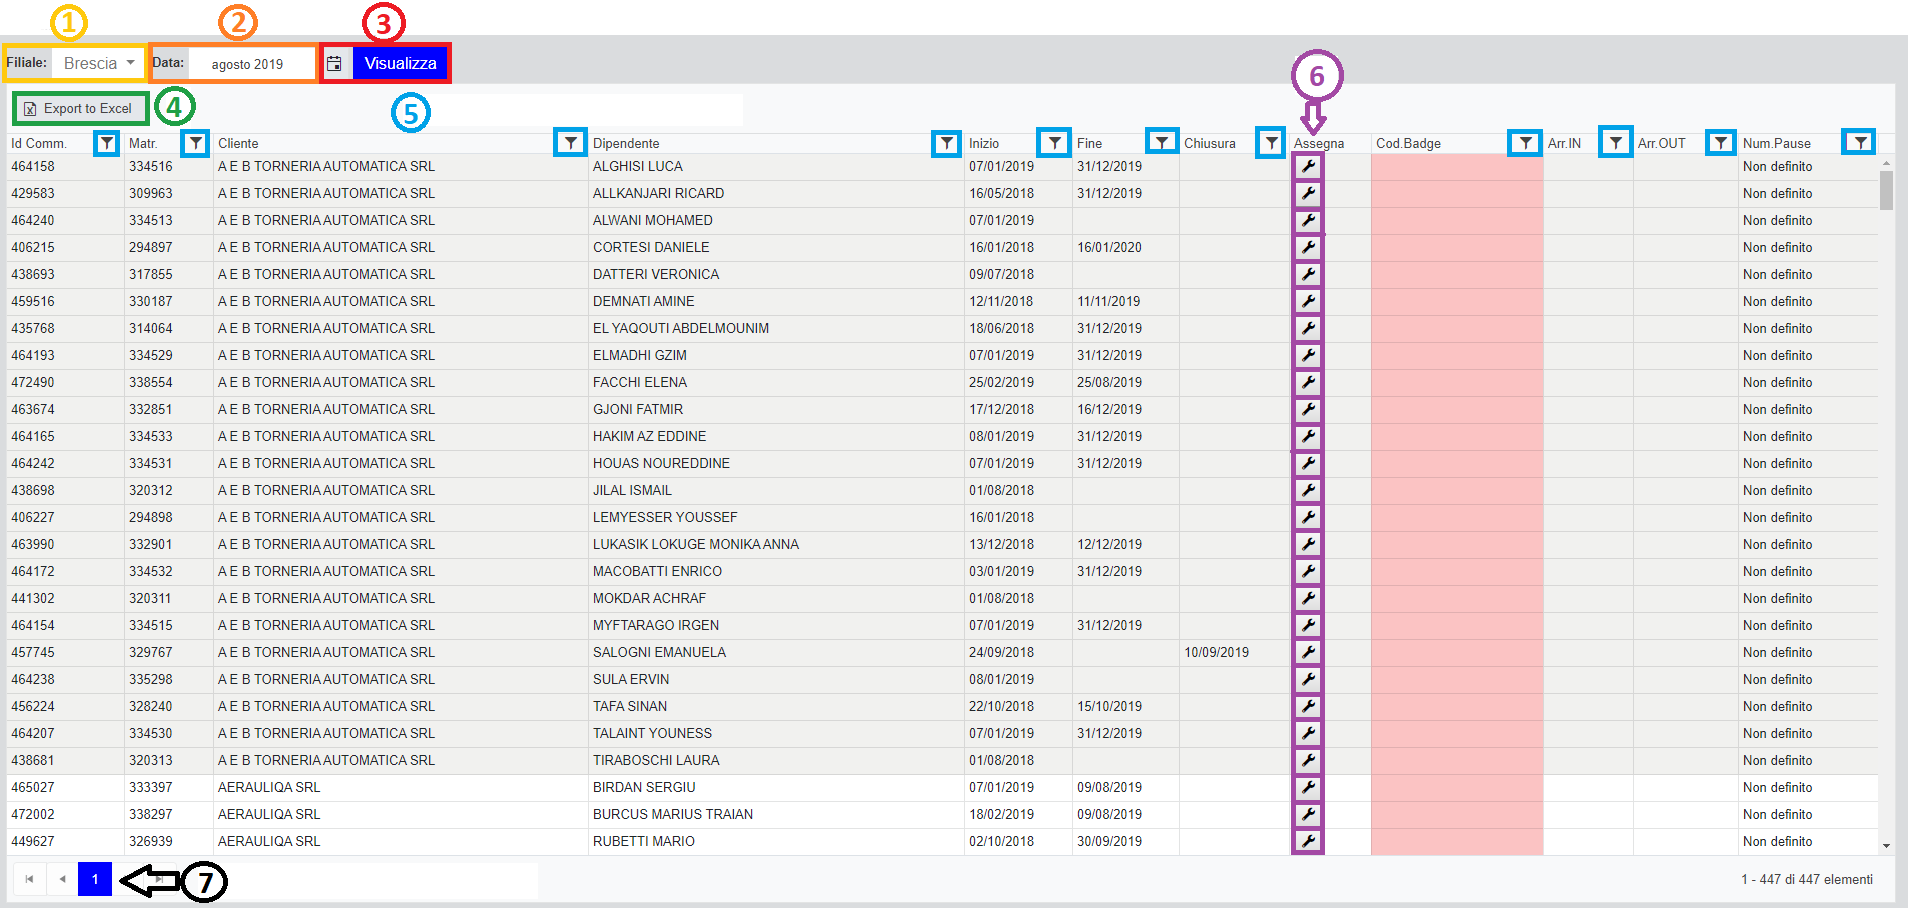 1 2 3
Filiale: Brescia Data: agosto 2019 Visualizza
6
Export to Excel 4 5
Id Comm. Matr. Cliente Dipendente Inizio Fine Chiusura Assegna Cod.Badge Arr.IN Arr.OUT Num.Pause
464158 334516 A E B TORNERIA AUTOMATICA SRL ALGHISI LUCA 07/01/2019 31/12/2019 Non definito
429583 309963 A E B TORNERIA AUTOMATICA SRL ALLKANJARI RICARD 16/05/2018 31/12/2019 Non definito
464240 334513 A E B TORNERIA AUTOMATICA SRL ALWANI MOHAMED 07/01/2019 Non definito
406215 294897 A E B TORNERIA AUTOMATICA SRL CORTESI DANIELE 16/01/2018 16/01/2020 Non definito
438693 317855 A E B TORNERIA AUTOMATICA SRL DATTERI VERONICA 09/07/2018 Non definito
459516 330187 A E B TORNERIA AUTOMATICA SRL DEMNATI AMINE 12/11/2018 11/11/2019 Non definito
435768 314064 A E B TORNERIA AUTOMATICA SRL EL YAQOUTI ABDELMOUNIM 18/06/2018 31/12/2019 Non definito
464193 334529 A E B TORNERIA AUTOMATICA SRL ELMADHI GZIM 07/01/2019 31/12/2019 Non definito
472490 338554 A E B TORNERIA AUTOMATICA SRL FACCHI ELENA 25/02/2019 25/08/2019 Non definito
463674 332851 A E B TORNERIA AUTOMATICA SRL GJONI FATMIR 17/12/2018 16/12/2019 Non definito
464165 334533 A E B TORNERIA AUTOMATICA SRL HAKIM AZ EDDINE 08/01/2019 31/12/2019 Non definito
464242 334531 A E B TORNERIA AUTOMATICA SRL HOUAS NOUREDDINE 07/01/2019 31/12/2019 Non definito
438698 320312 A E B TORNERIA AUTOMATICA SRL JILAL ISMAIL 01/08/2018 Non definito
406227 294898 A E B TORNERIA AUTOMATICA SRL LEMYESSER YOUSSEF 16/01/2018 Non definito
463990 332901 A E B TORNERIA AUTOMATICA SRL LUKASIK LOKUGE MONIKA ANNA 13/12/2018 12/12/2019 Non definito
464172 334532 A E B TORNERIA AUTOMATICA SRL MACOBATTI ENRICO 03/01/2019 31/12/2019 Non definito
441302 320311 A E B TORNERIA AUTOMATICA SRL MOKDAR ACHRAF 01/08/2018 Non definito
464154 334515 A E B TORNERIA AUTOMATICA SRL MYFTARAGO IRGEN 07/01/2019 31/12/2019 Non definito
457745 329767 A E B TORNERIA AUTOMATICA SRL SALOGNI EMANUELA 24/09/2018 10/09/2019 Non definito
464238 335298 A E B TORNERIA AUTOMATICA SRL SULA ERVIN 08/01/2019 Non definito
456224 328240 A E B TORNERIA AUTOMATICA SRL TAFA SINAN 22/10/2018 15/10/2019 Non definito
464207 334530 A E B TORNERIA AUTOMATICA SRL TALAINT YOUNESS 07/01/2019 31/12/2019 Non definito
438681 320313 A E B TORNERIA AUTOMATICA SRL TIRABOSCHI LAURA 01/08/2018 Non definito
465027 333397 AERAULIQA SRL BIRDAN SERGIU 07/01/2019 09/08/2019 Non definito
472002 338297 AERAULIQA SRL BURCUS MARIUS TRAIAN 18/02/2019 09/08/2019 Non definito
449627 326939 AERAULIQA SRL RUBETTI MARIO 02/10/2018 30/09/2019 Non definito
1 7 1 - 447 di 447 elementi